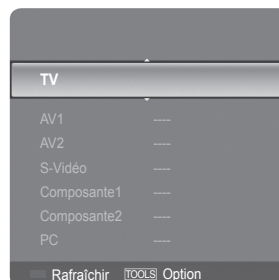 TV
AV1 ----
AV2 ----
S-Vidéo ----
Composante1 ----
Composante2 ----
PC ----
Rafraîchir TOOLS Option